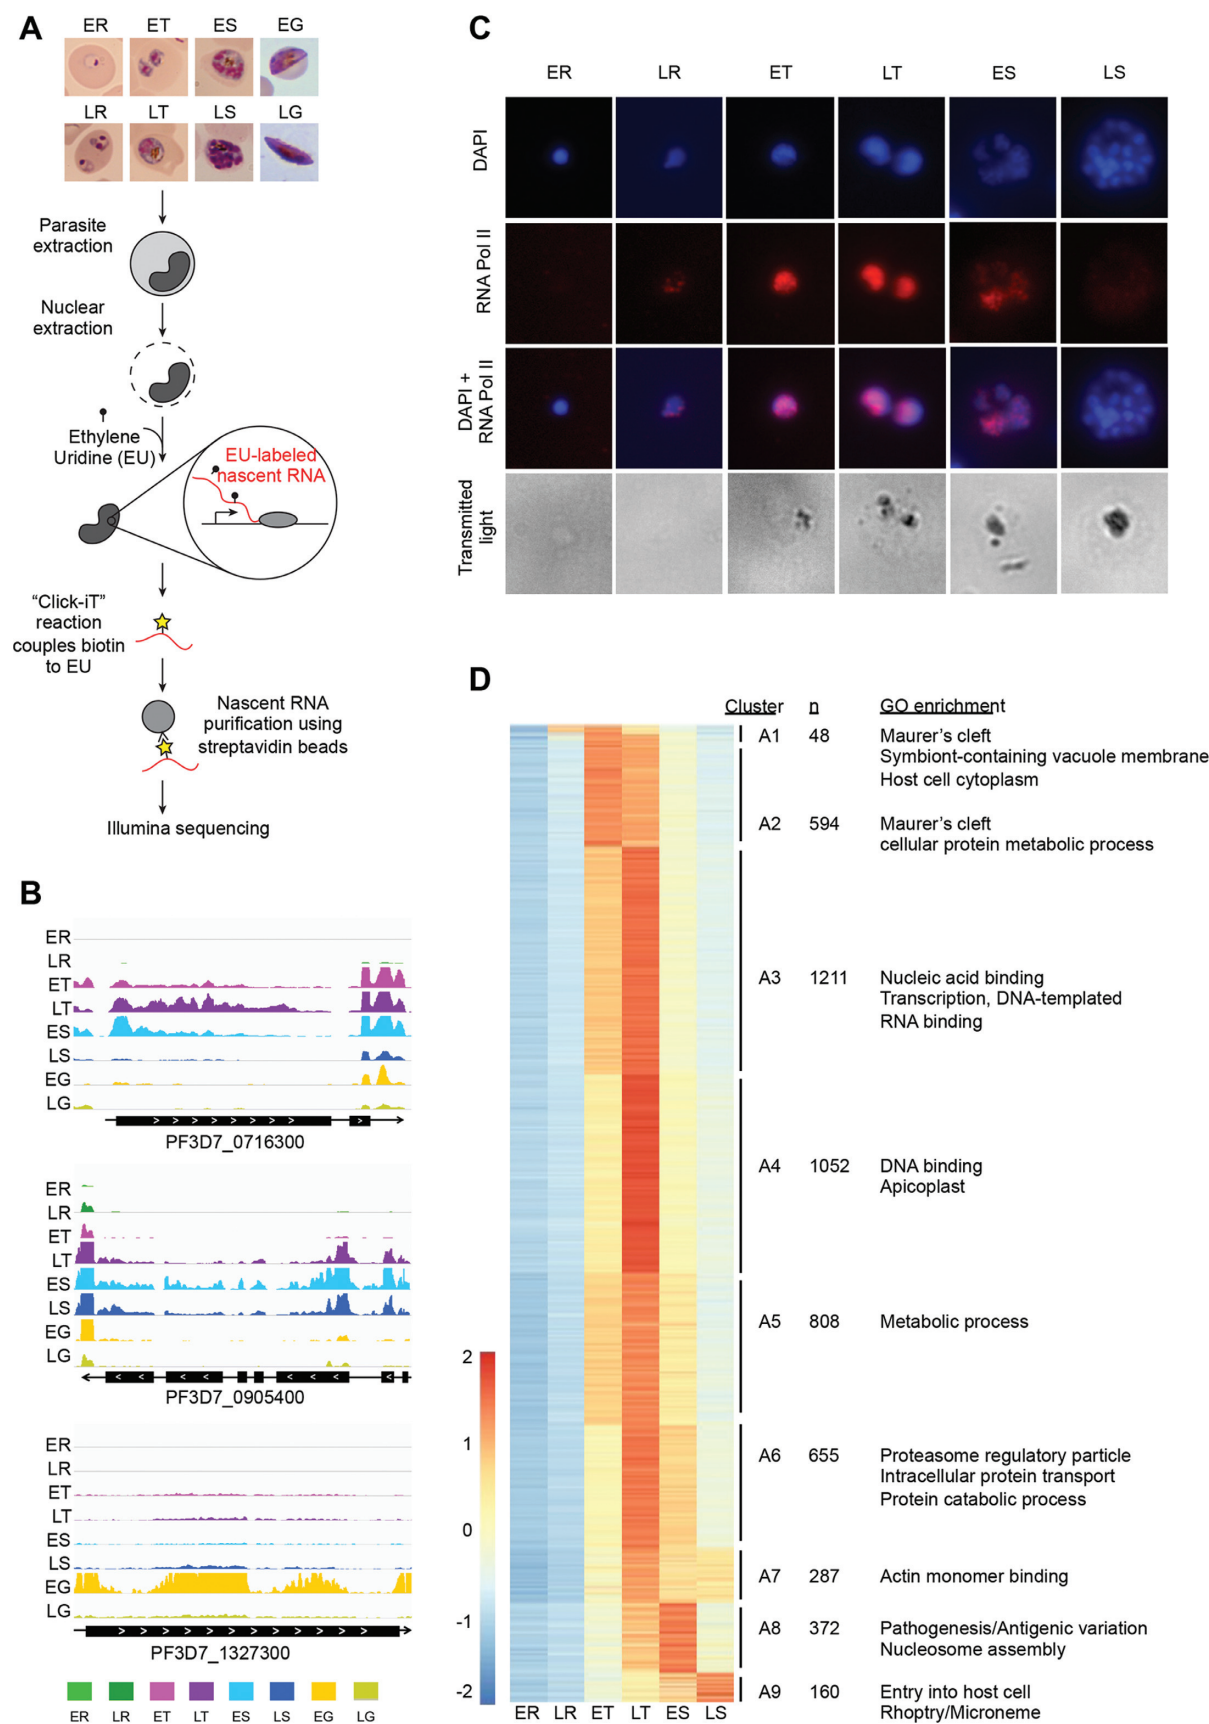 A
ER ET ES EG
LR LT LS LG
Parasite
extraction
Nuclear
extraction
Ethylene
Uridine (EU)
EU-labeled
nascent RNA
“Click-iT”
reaction
couples biotin
to EU
Nascent RNA
purification using
streptavidin beads
Illumina sequencing
B
ER
LR
ET
LT
ES
LS
EG
LG
PF3D7_0716300
ER
LR
ET
LT
ES
LS
EG
LG
PF3D7_0905400
ER
LR
ET
LT
ES
LS
EG
LG
PF3D7_1327300
ER LR ET LT ES LS EG LG
C
ER LR ET LT ES LS
DAPI
RNA Pol II
DAPI +
RNA Pol II
Transmitted
light
D
Cluster n GO enrichment
A1 48 Maurer’s cleft
Symbiont-containing vacuole membrane
Host cell cytoplasm
A2 594 Maurer’s cleft
cellular protein metabolic process
A3 1211 Nucleic acid binding
Transcription, DNA-templated
RNA binding
A4 1052 DNA binding
Apicoplast
A5 808 Metabolic process
A6 655 Proteasome regulatory particle
Intracellular protein transport
Protein catabolic process
A7 287 Actin monomer binding
A8 372 Pathogenesis/Antigenic variation
Nucleosome assembly
A9 160 Entry into host cell
Rhoptry/Microneme
2
1
0
-1
-2
ER LR ET LT ES LS